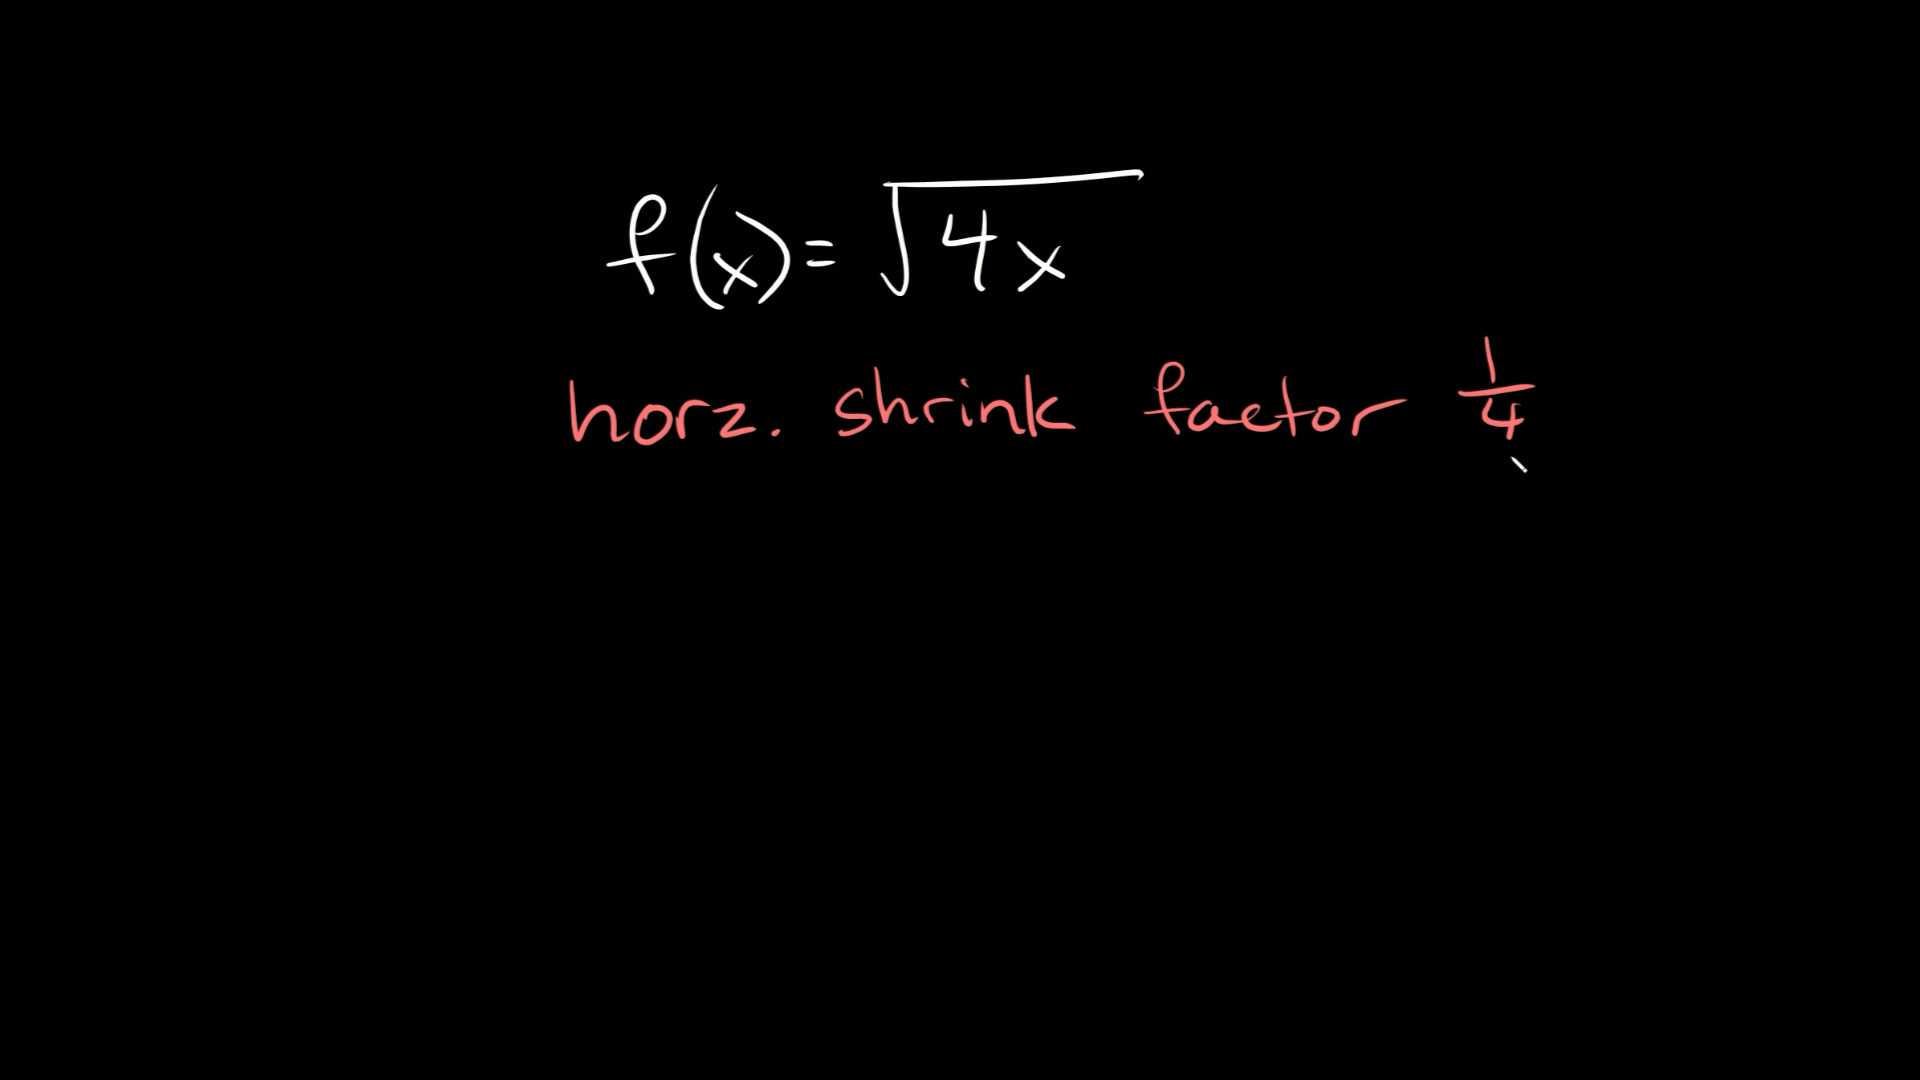 f(x)= √4x
horz. shrink factor 1/4